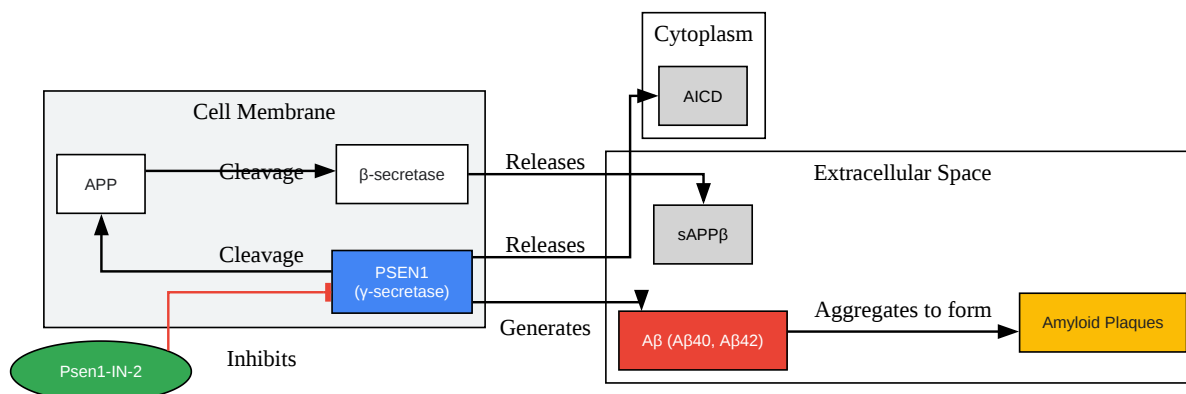 Cytoplasm
AICD
Cell Membrane
Cleavage
Releases
Extracellular Space
APP
β-secretase
sAPPβ
Cleavage
Releases
PSEN1
(γ-secretase)
Generates
Aggregates to form
Amyloid Plaques
Aβ (Aβ40, Aβ42)
Inhibits
Psen1-IN-2